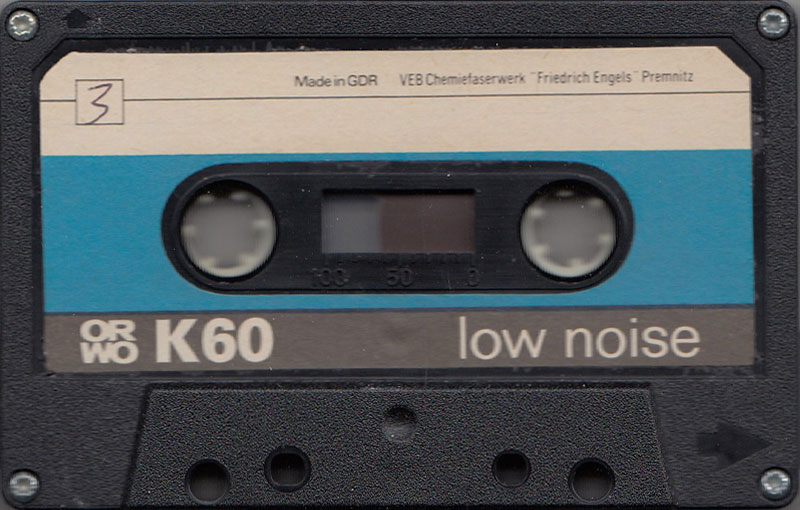 Made in GDR VEB Chemiefaserwerk "Friedrich Engels" Premnitz
3
100 50 0
ORWO K60 low noise